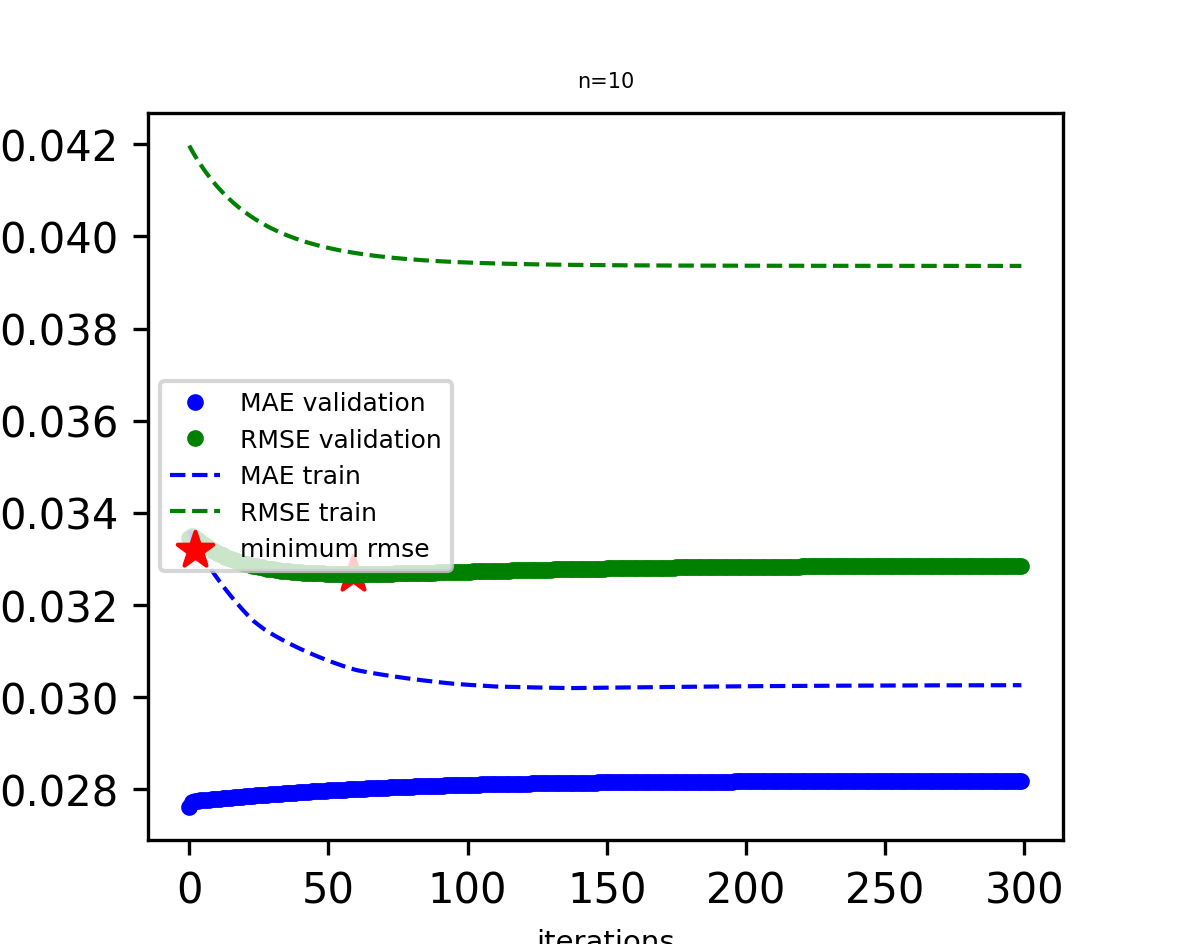 n=10
0.042
0.040
0.038
0.036
0.034
0.032
0.030
0.028
MAE validation
RMSE validation
MAE train
RMSE train
minimum rmse
0 50 100 150 200 250 300
iterations